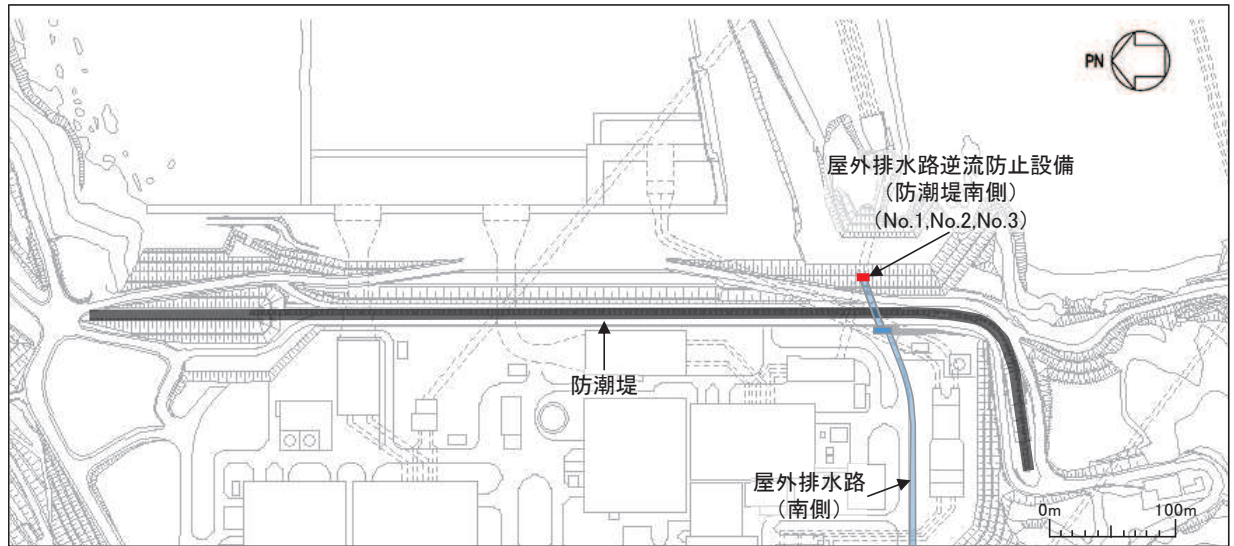 PN
屋外排水路逆流防止設備
（防潮堤南側）
（No.1,No.2,No.3）
防潮堤
屋外排水路
（南側）
0m 100m